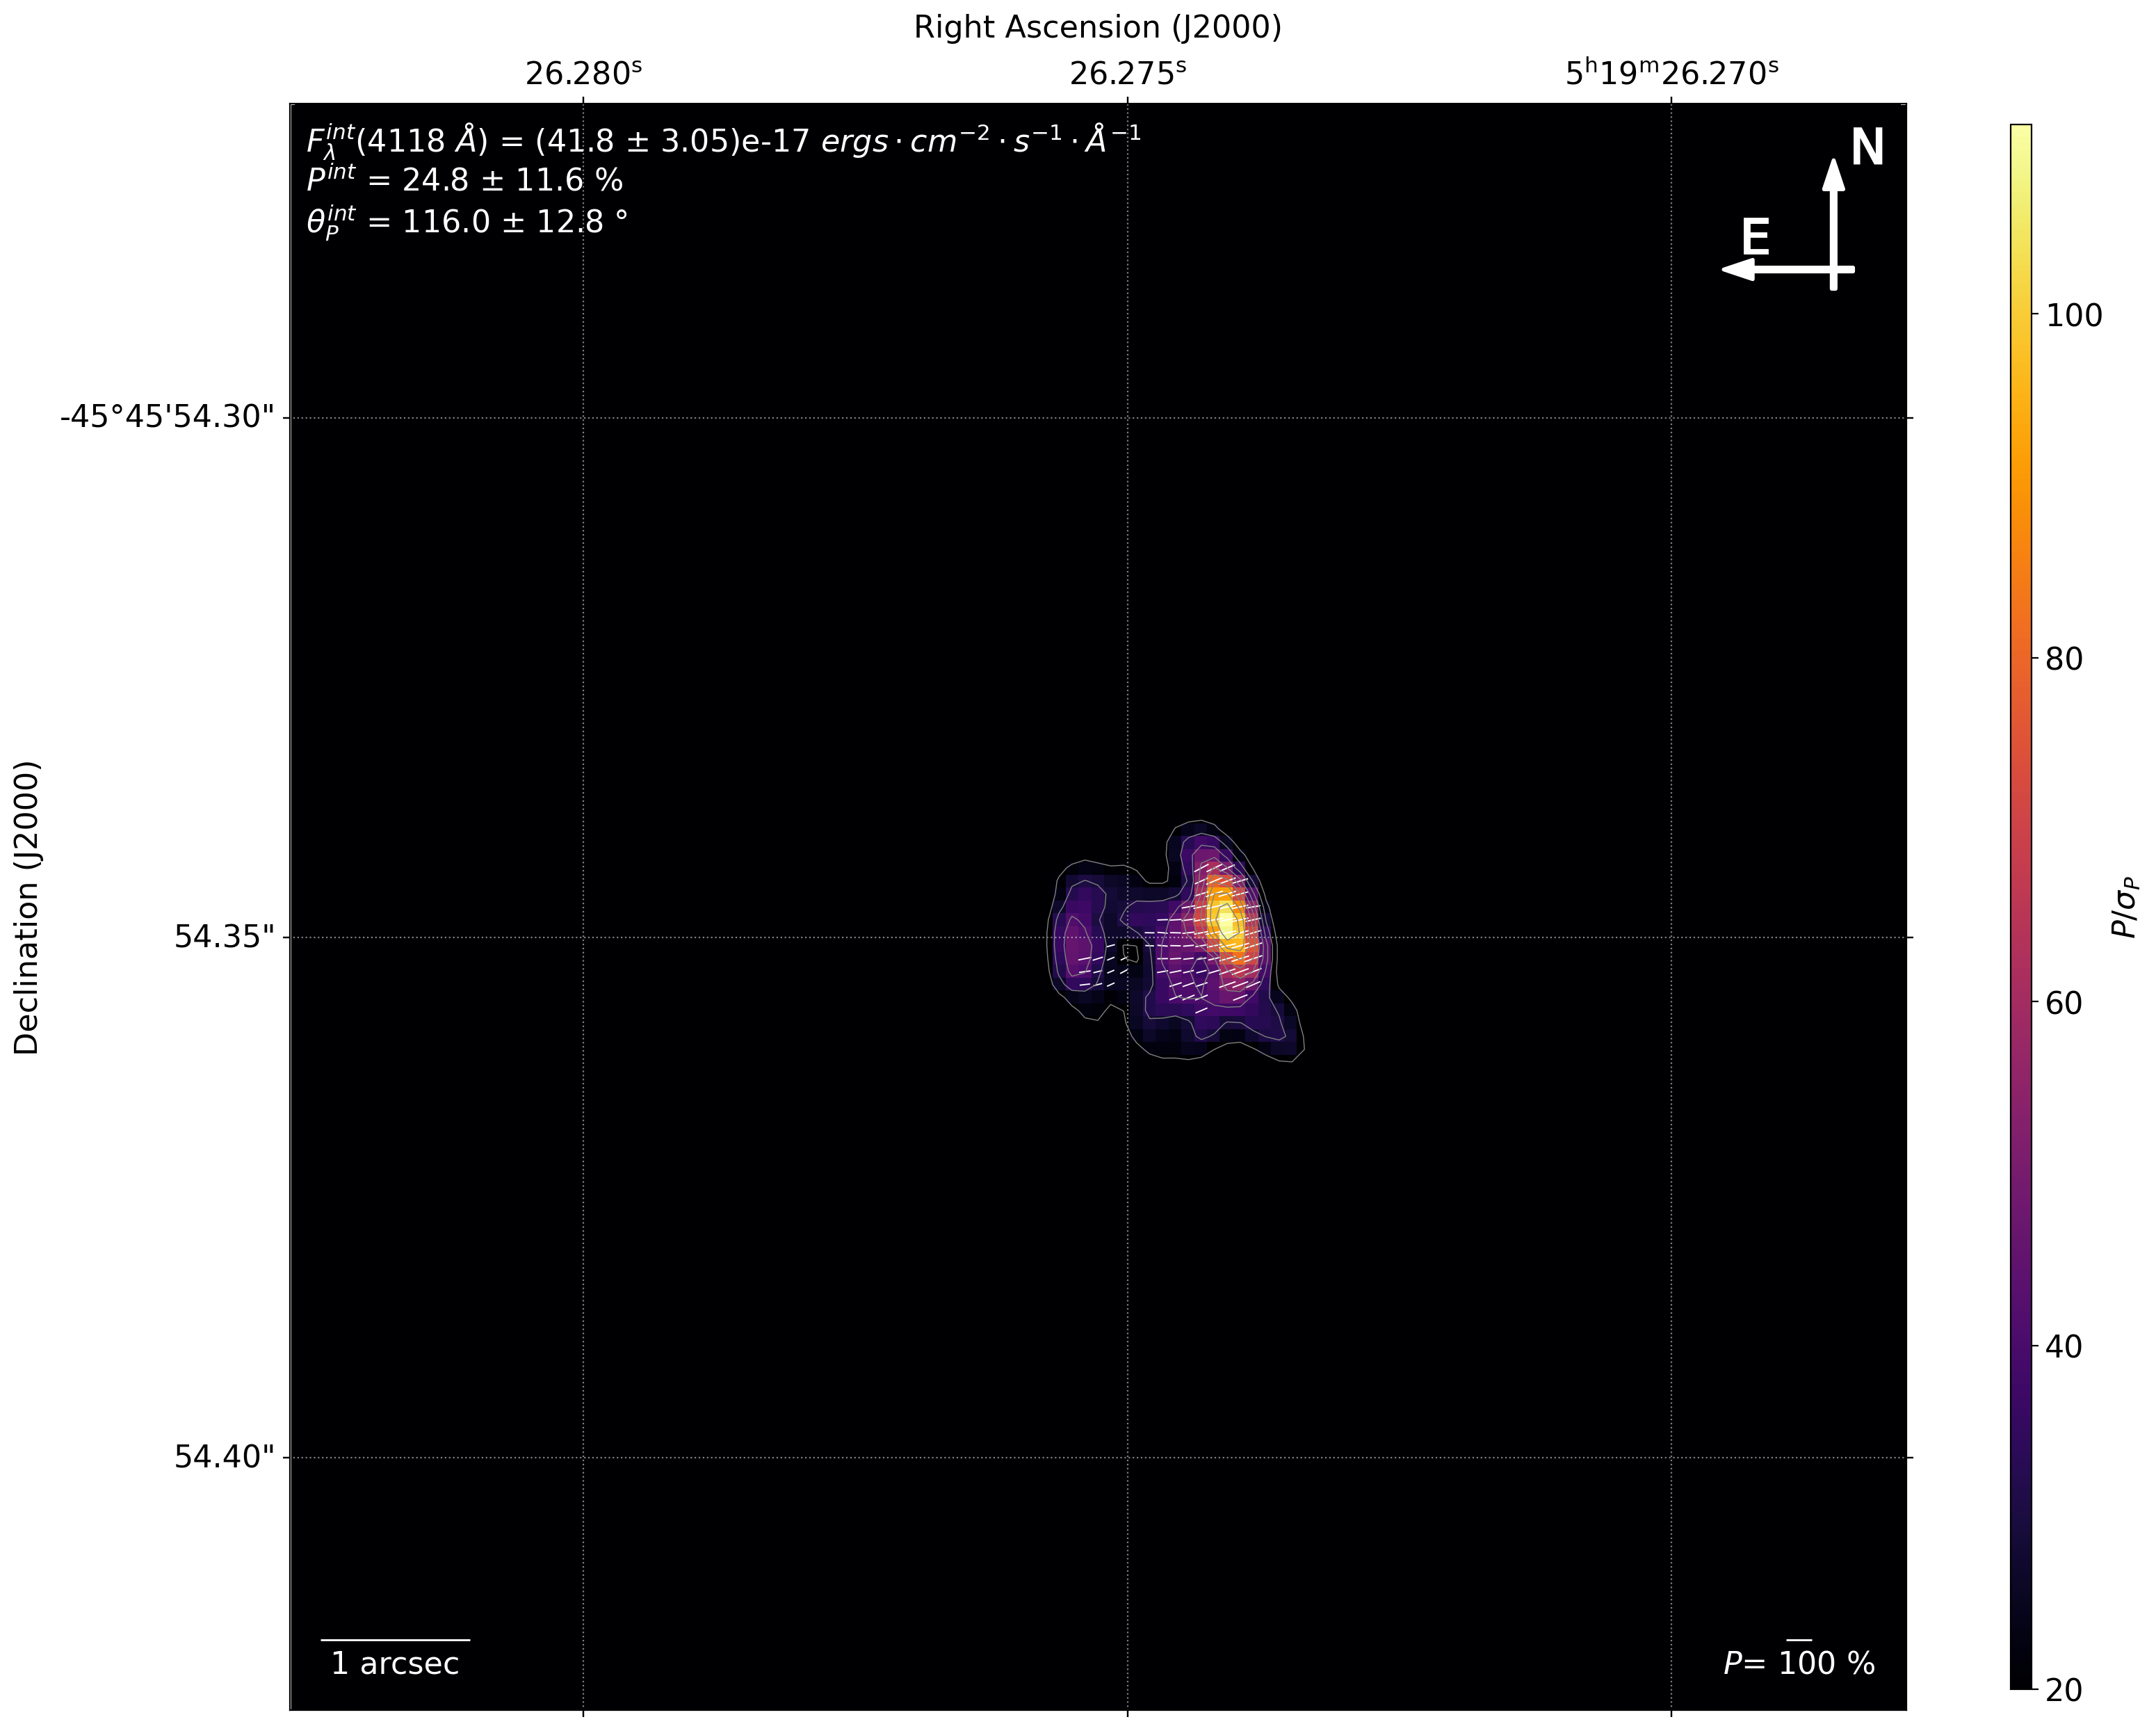 Right Ascension (J2000)
26.280ˢ 26.275ˢ 5ʰ19ᵐ26.270ˢ
F_λ^int(4118 Å) = (41.8 ± 3.05)e-17 ergs · cm⁻² · s⁻¹ · Å⁻¹
P^int = 24.8 ± 11.6 %
θ_P^int = 116.0 ± 12.8 °
N
E
-45°45'54.30"
54.35"
54.40"
Declination (J2000)
1 arcsec
P= 100 %
100
80
60
40
20
P/σ_P